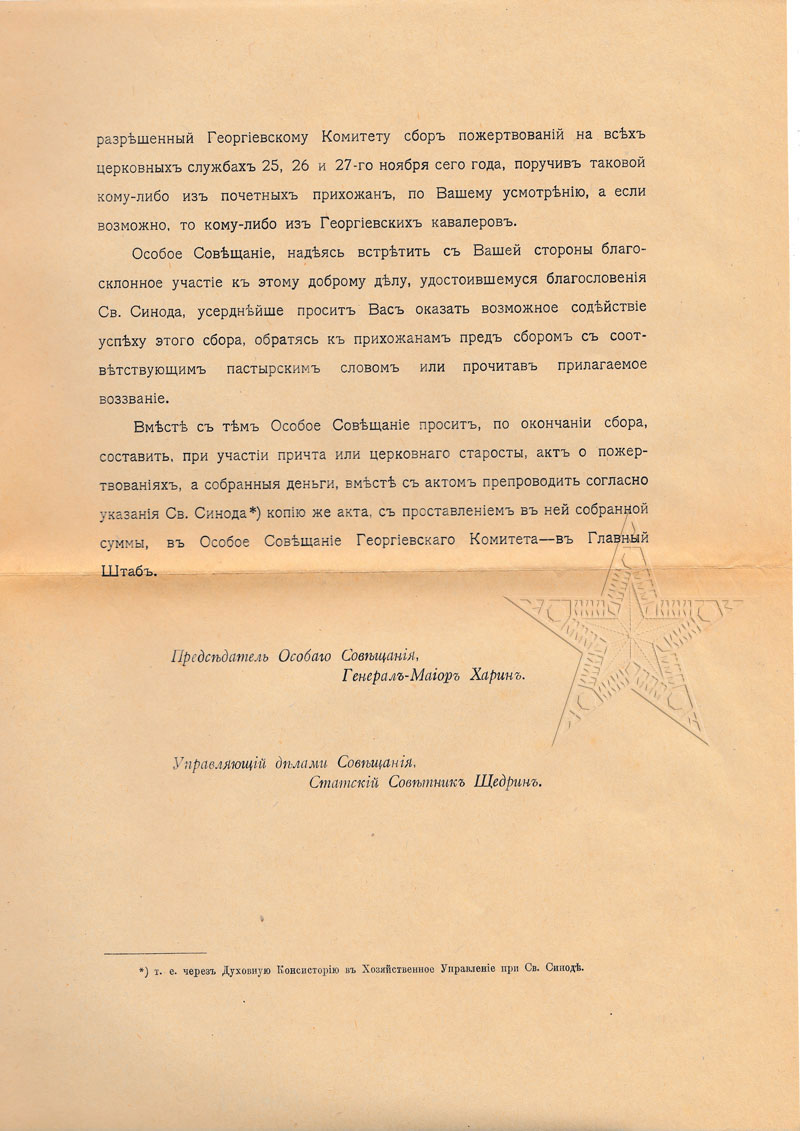 разрѣшенный Георгіевскому Комитету сборъ пожертвованій на всѣхъ
церковныхъ службахъ 25, 26 и 27-го ноября сего года, поручивъ таковой
кому-либо изъ почетныхъ прихожанъ, по Вашему усмотрѣнію, а если
возможно, то кому-либо изъ Георгіевскихъ кавалеровъ.
Особое Совѣщаніе, надѣясь встрѣтить съ Вашей стороны благо-
склонное участіе къ этому доброму дѣлу, удостоившемуся благословенія
Св. Синода, усерднѣйше проситъ Васъ оказать возможное содѣйствіе
успѣху этого сбора, обратясь къ прихожанамъ предъ сборомъ съ соот-
вѣтствующимъ пастырскимъ словомъ или прочитавъ прилагаемое
воззваніе.
Вмѣстѣ съ тѣмъ Особое Совѣщаніе проситъ, по окончаніи сбора,
составить, при участіи причта или церковнаго старосты, актъ о пожер-
твованіяхъ, а собранныя деньги, вмѣстѣ съ актомъ препроводить согласно
указанія Св. Синода*) копію же акта, съ проставленіемъ въ ней собранной
суммы, въ Особое Совѣщаніе Георгіевскаго Комитета—въ Главный
Штабъ.
Предсѣдатель Особаго Совѣщанія,
Генералъ-Маіоръ Харинъ.
Управляющій дѣлами Совѣщанія,
Статскій Совѣтникъ Щедринъ.
*) т. е. черезъ Духовную Консисторію въ Хозяйственное Управленіе при Св. Синодѣ.